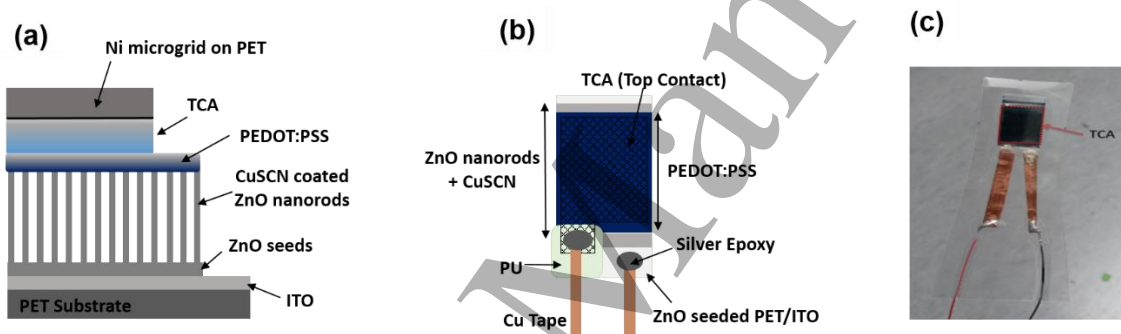 (a)
Ni microgrid on PET
TCA
PEDOT:PSS
CuSCN coated
ZnO nanorods
ZnO seeds
ITO
PET Substrate
(b)
TCA (Top Contact)
ZnO nanorods
+ CuSCN
PEDOT:PSS
Silver Epoxy
PU
Cu Tape
ZnO seeded PET/ITO
(c)
TCA
Man